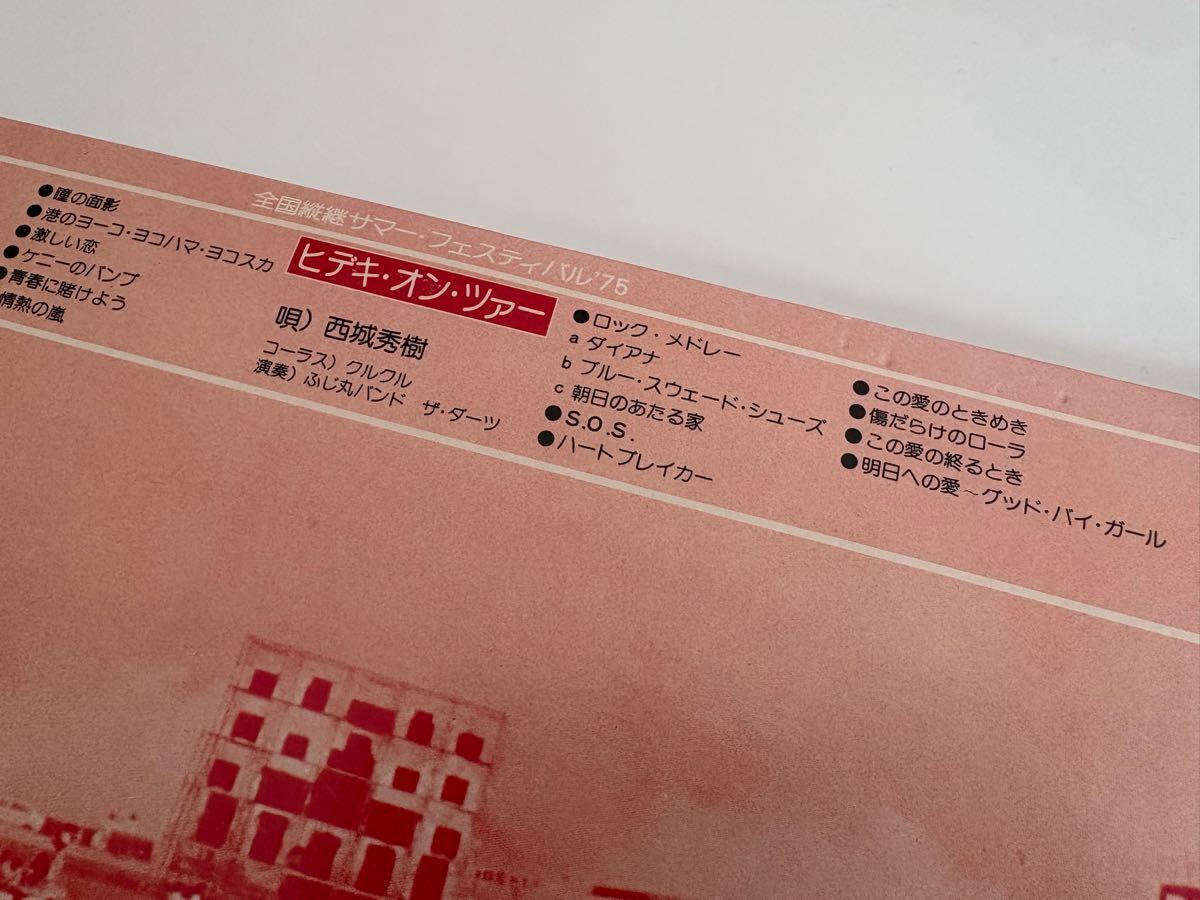 全国縦継サマー・フェスティバル'75
ヒデキ・オン・ツァー
唄）西城秀樹
コーラス）クルクル
演奏）ふじ丸バンド ザ・ダーツ
●瞳の面影
●港のヨーコ・ヨコハマ・ヨコスカ
●激しい恋
●ケニーのバンプ
●青春に賭けよう
情熱の嵐
●ロック・メドレー
a ダイアナ
b ブルー・スウェード・シューズ
c 朝日のあたる家
●S.O.S.
●ハートブレイカー
●この愛のときめき
●傷だらけのローラ
●この愛の終るとき
●明日への愛～グッド・バイ・ガール